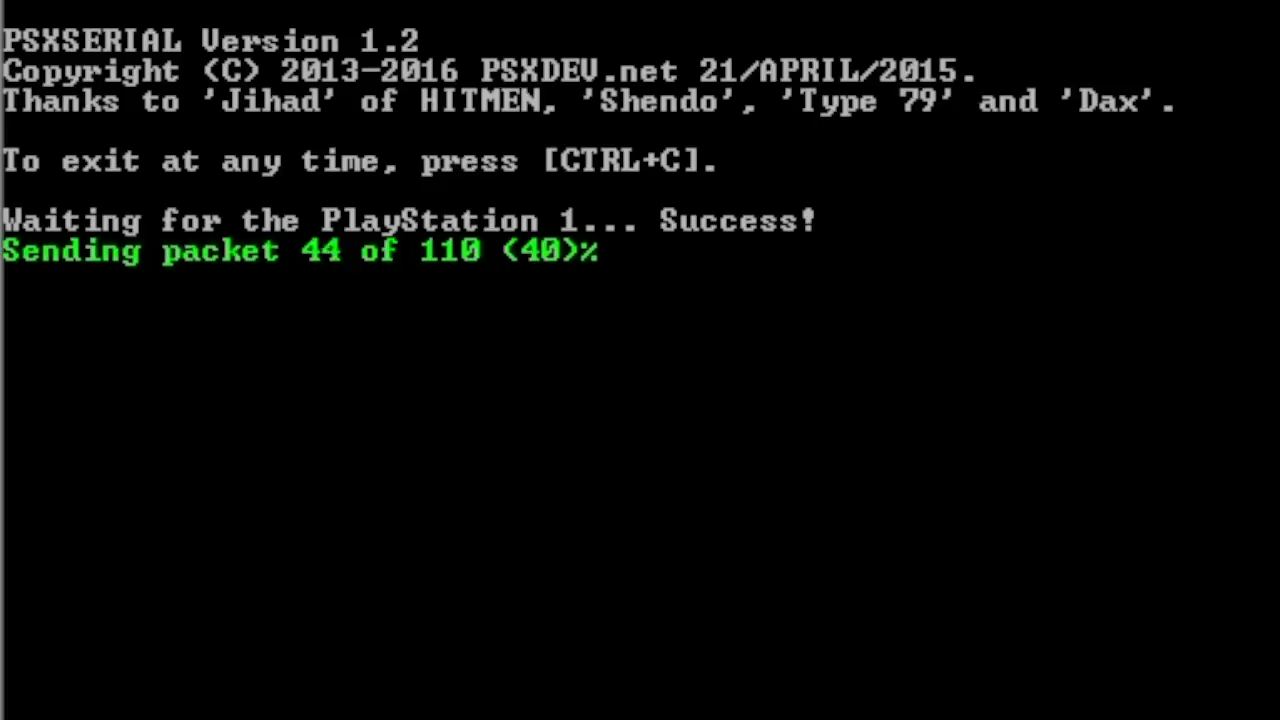 PSXSERIAL Version 1.2
Copyright (C) 2013-2016 PSXDEV.net 21/APRIL/2015.
Thanks to 'Jihad' of HITMEN, 'Shendo', 'Type 79' and 'Dax'.
To exit at any time, press [CTRL+C].
Waiting for the PlayStation 1... Success!
Sending packet 44 of 110 (40)%